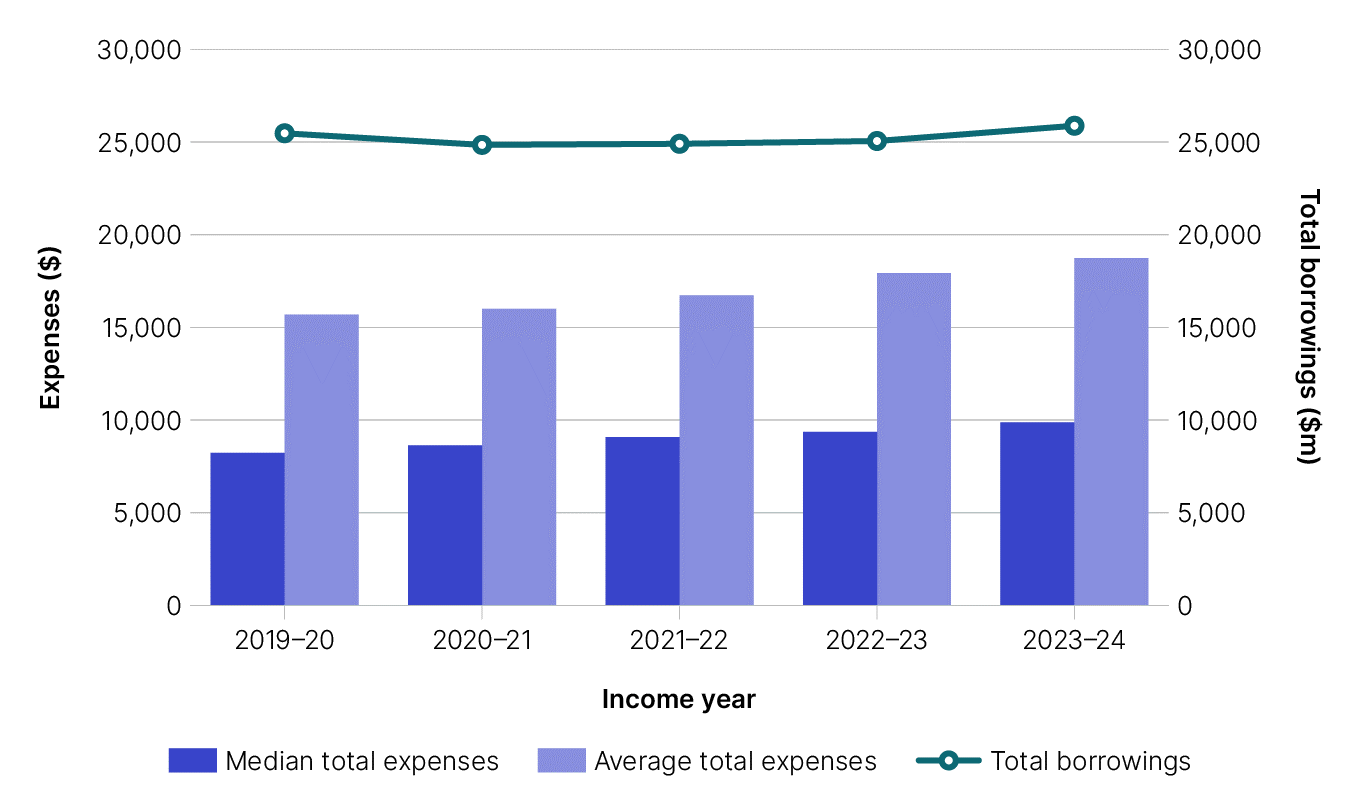 30,000 30,000
25,000 25,000
20,000 20,000
15,000 15,000
10,000 10,000
5,000 5,000
0 0
Expenses ($)
Total borrowings ($m)
2019–20 2020–21 2021–22 2022–23 2023–24
Income year
Median total expenses Average total expenses Total borrowings